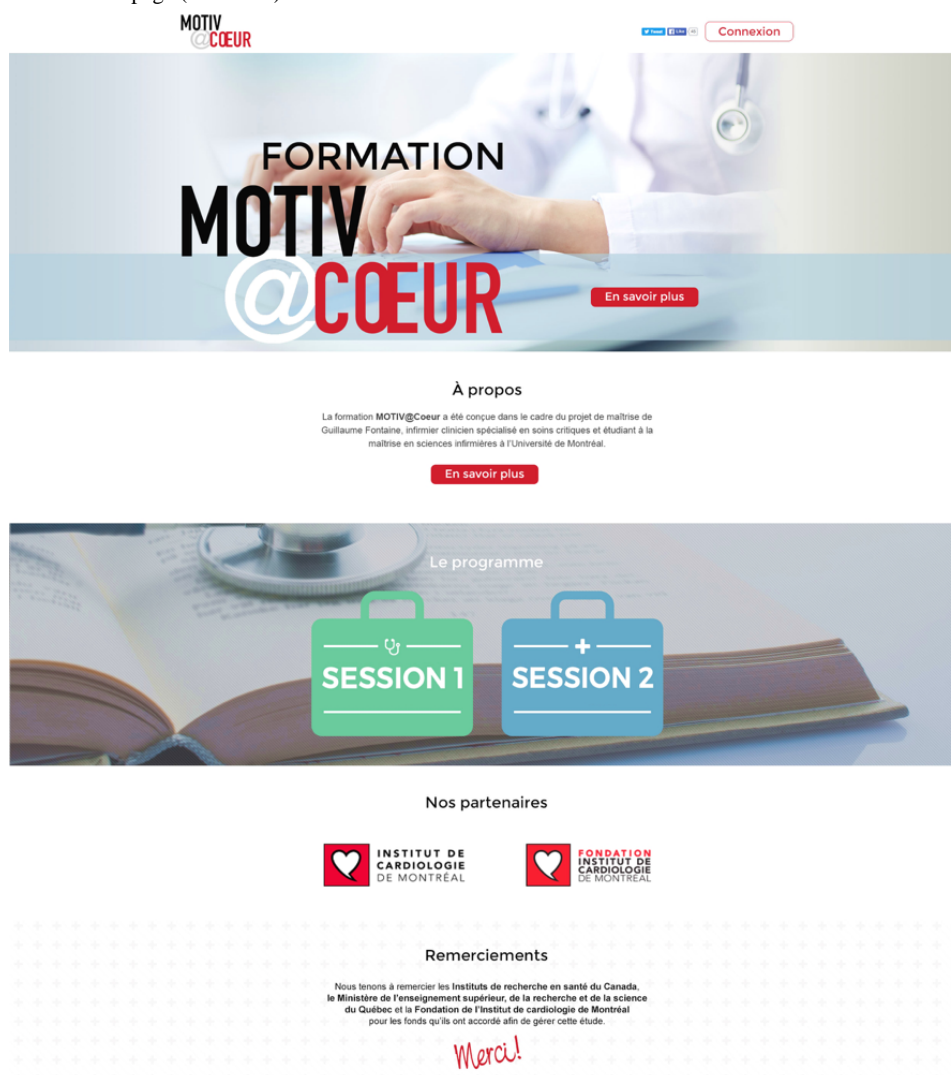 MOTIV
@CŒUR
Tweet
Like
Connexion
FORMATION
MOTIV
@CŒUR
En savoir plus
À propos
La formation MOTIV@Coeur a été conçue dans le cadre du projet de maîtrise de
Guillaume Fontaine, infirmier clinicien spécialisé en soins critiques et étudiant à la
maîtrise en sciences infirmières à l'Université de Montréal.
En savoir plus
Le programme
SESSION 1
SESSION 2
Nos partenaires
INSTITUT DE
CARDIOLOGIE
DE MONTRÉAL
FONDATION
INSTITUT DE
CARDIOLOGIE
DE MONTRÉAL
Remerciements
Nous tenons à remercier les Instituts de recherche en santé du Canada,
le Ministère de l'enseignement supérieur, de la recherche et de la science
du Québec et la Fondation de l'Institut de cardiologie de Montréal
pour les fonds qu'ils ont accordé afin de gérer cette étude.
Merci!